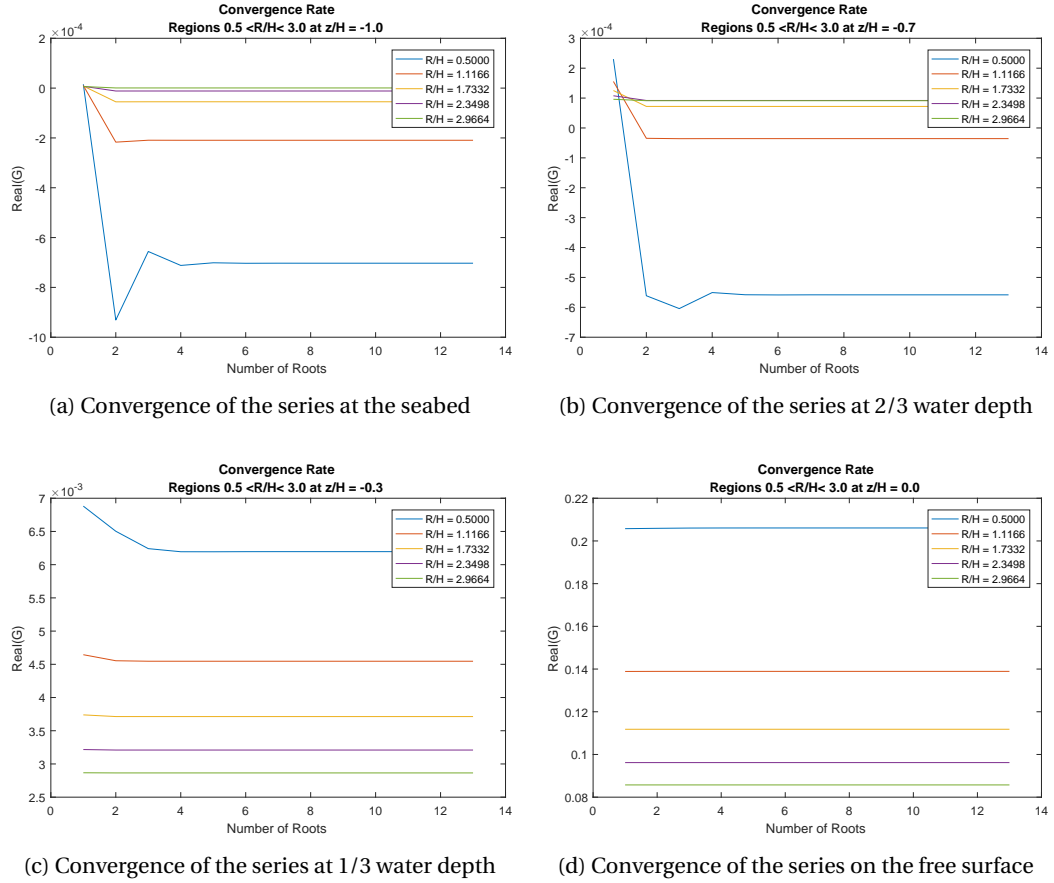 Convergence Rate
Regions 0.5 <R/H< 3.0 at z/H = -1.0
×10⁻⁴
2
0
-2
-4
-6
-8
-10
Real(G)
R/H = 0.5000
R/H = 1.1166
R/H = 1.7332
R/H = 2.3498
R/H = 2.9664
0 2 4 6 8 10 12 14
Number of Roots
(a) Convergence of the series at the seabed
Convergence Rate
Regions 0.5 <R/H< 3.0 at z/H = -0.7
×10⁻⁴
3
2
1
0
-1
-2
-3
-4
-5
-6
-7
Real(G)
R/H = 0.5000
R/H = 1.1166
R/H = 1.7332
R/H = 2.3498
R/H = 2.9664
0 2 4 6 8 10 12 14
Number of Roots
(b) Convergence of the series at 2/3 water depth
Convergence Rate
Regions 0.5 <R/H< 3.0 at z/H = -0.3
×10⁻³
7
6.5
6
5.5
5
4.5
4
3.5
3
2.5
Real(G)
R/H = 0.5000
R/H = 1.1166
R/H = 1.7332
R/H = 2.3498
R/H = 2.9664
0 2 4 6 8 10 12 14
Number of Roots
(c) Convergence of the series at 1/3 water depth
Convergence Rate
Regions 0.5 <R/H< 3.0 at z/H = 0.0
0.22
0.2
0.18
0.16
0.14
0.12
0.1
0.08
Real(G)
R/H = 0.5000
R/H = 1.1166
R/H = 1.7332
R/H = 2.3498
R/H = 2.9664
0 2 4 6 8 10 12 14
Number of Roots
(d) Convergence of the series on the free surface